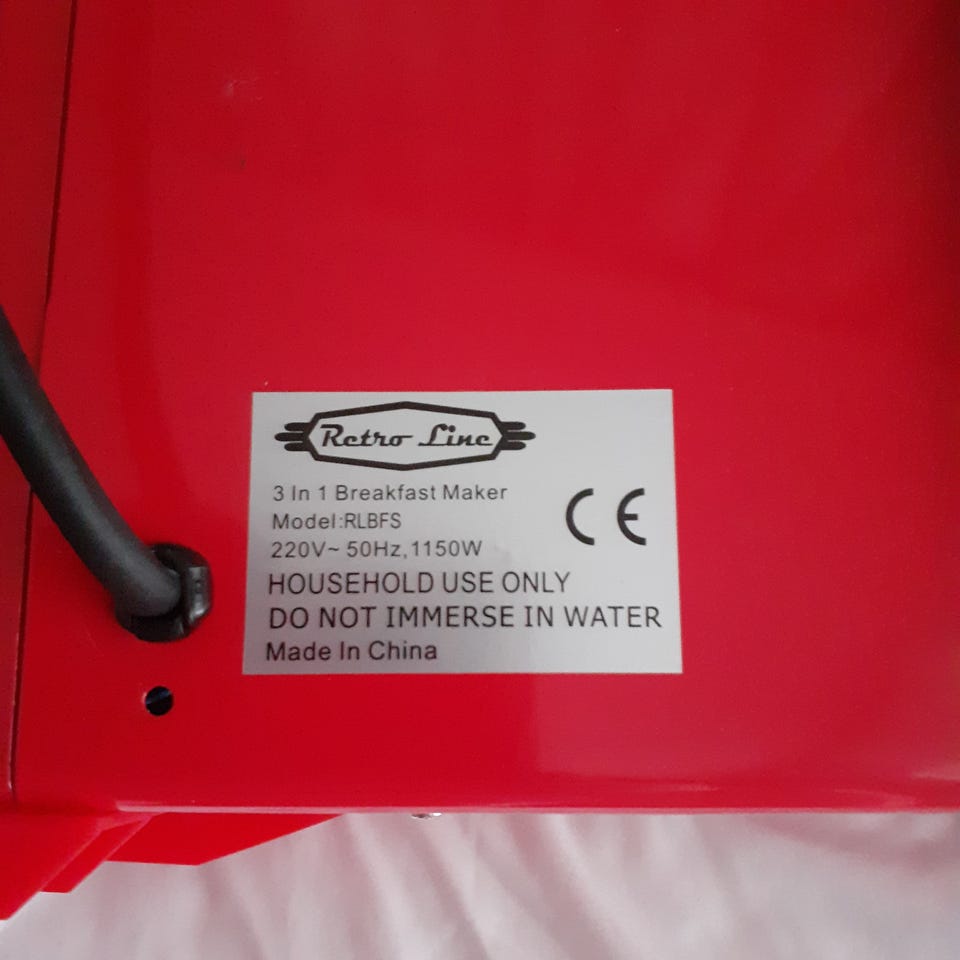 Retro Line
3 In 1 Breakfast Maker
Model:RLBFS
220V~ 50Hz,1150W
CE
HOUSEHOLD USE ONLY
DO NOT IMMERSE IN WATER
Made In China